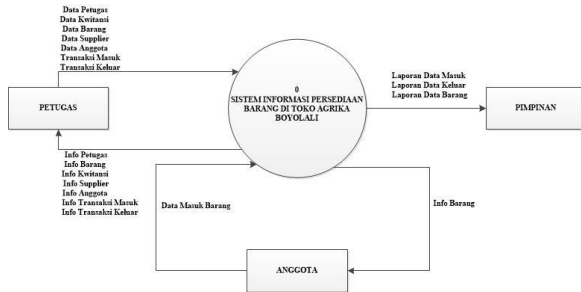 Data Petugas
Data Kwitansi
Data Barang
Data Supplier
Data Anggota
Transaksi Masuk
Transaksi Keluar
PETUGAS
0
SISTEM INFORMASI PERSEDIAAN
BARANG DI TOKO AGRIKA
BOYOLALI
Laporan Data Masuk
Laporan Data Keluar
Laporan Data Barang
PIMPINAN
Info Petugas
Info Barang
Info Kwitansi
Info Supplier
Info Anggota
Info Transaksi Masuk
Info Transaksi Keluar
Data Masuk Barang
Info Barang
ANGGOTA